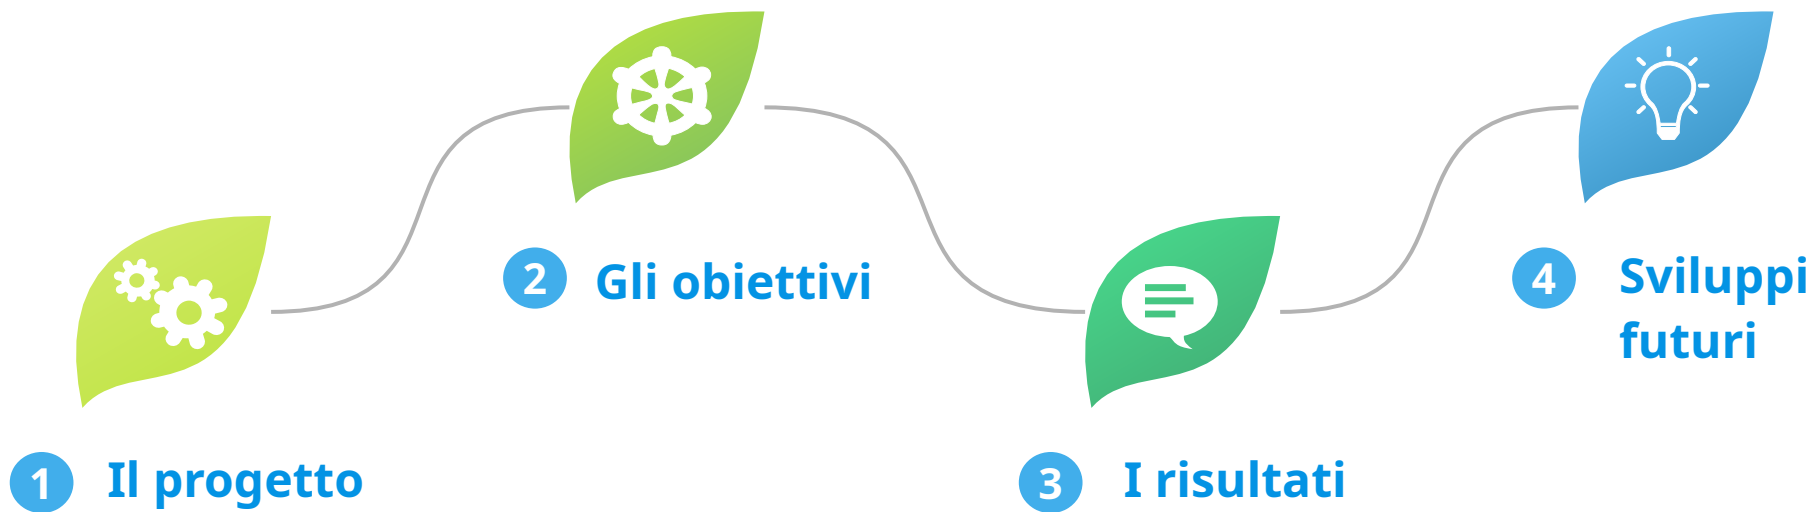 1 Il progetto
2 Gli obiettivi
3 I risultati
4 Sviluppi
futuri